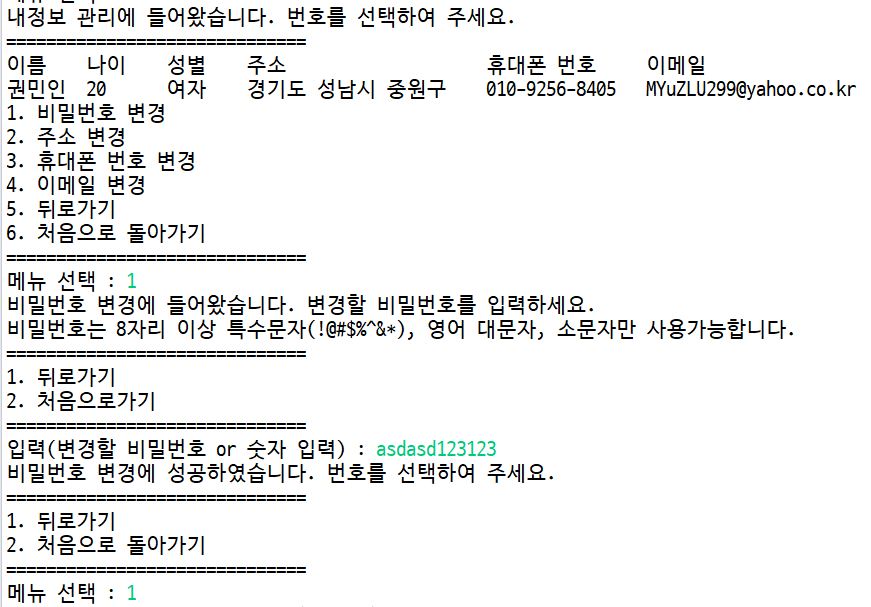 내정보 관리에 들어왔습니다. 번호를 선택하여 주세요.
==============================
이름 나이 성별 주소 휴대폰 번호 이메일
권민인 20 여자 경기도 성남시 중원구 010-9256-8405 MYuZLU299@yahoo.co.kr
1. 비밀번호 변경
2. 주소 변경
3. 휴대폰 번호 변경
4. 이메일 변경
5. 뒤로가기
6. 처음으로 돌아가기
==============================
메뉴 선택 : 1
비밀번호 변경에 들어왔습니다. 변경할 비밀번호를 입력하세요.
비밀번호는 8자리 이상 특수문자(!@#$%^&*), 영어 대문자, 소문자만 사용가능합니다.
==============================
1. 뒤로가기
2. 처음으로가기
==============================
입력(변경할 비밀번호 or 숫자 입력) : asdasd123123
비밀번호 변경에 성공하였습니다. 번호를 선택하여 주세요.
==============================
1. 뒤로가기
2. 처음으로 돌아가기
==============================
메뉴 선택 : 1